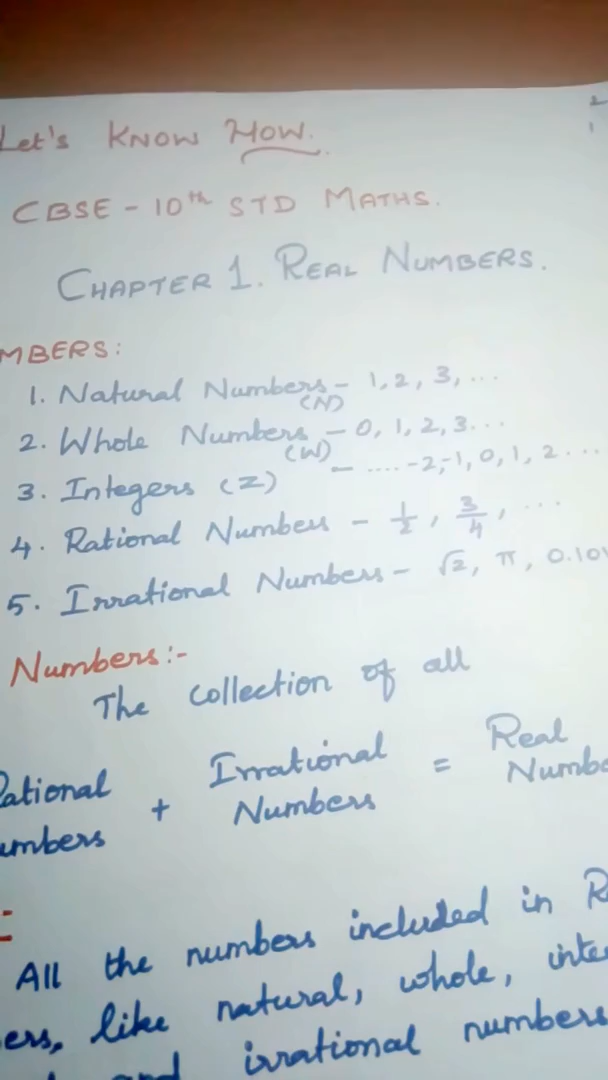 Let's KNOW HOW.
CBSE - 10th STD MATHS.
CHAPTER 1. REAL NUMBERS.
MBERS:
1. Natural Numbers - 1, 2, 3, ...
(N)
2. Whole Numbers - 0, 1, 2, 3...
(W)
3. Integers (Z) - .... -2, -1, 0, 1, 2 ...
4. Rational Numbers - 1/2, 3/4, ...
5. Irrational Numbers - √2, π, 0.101
Numbers:-
The collection of all
Rational Irrational Real
umbers + Numbers = Numbe
All the numbers included in R
ers, like natural, whole, inte
and irrational numbers